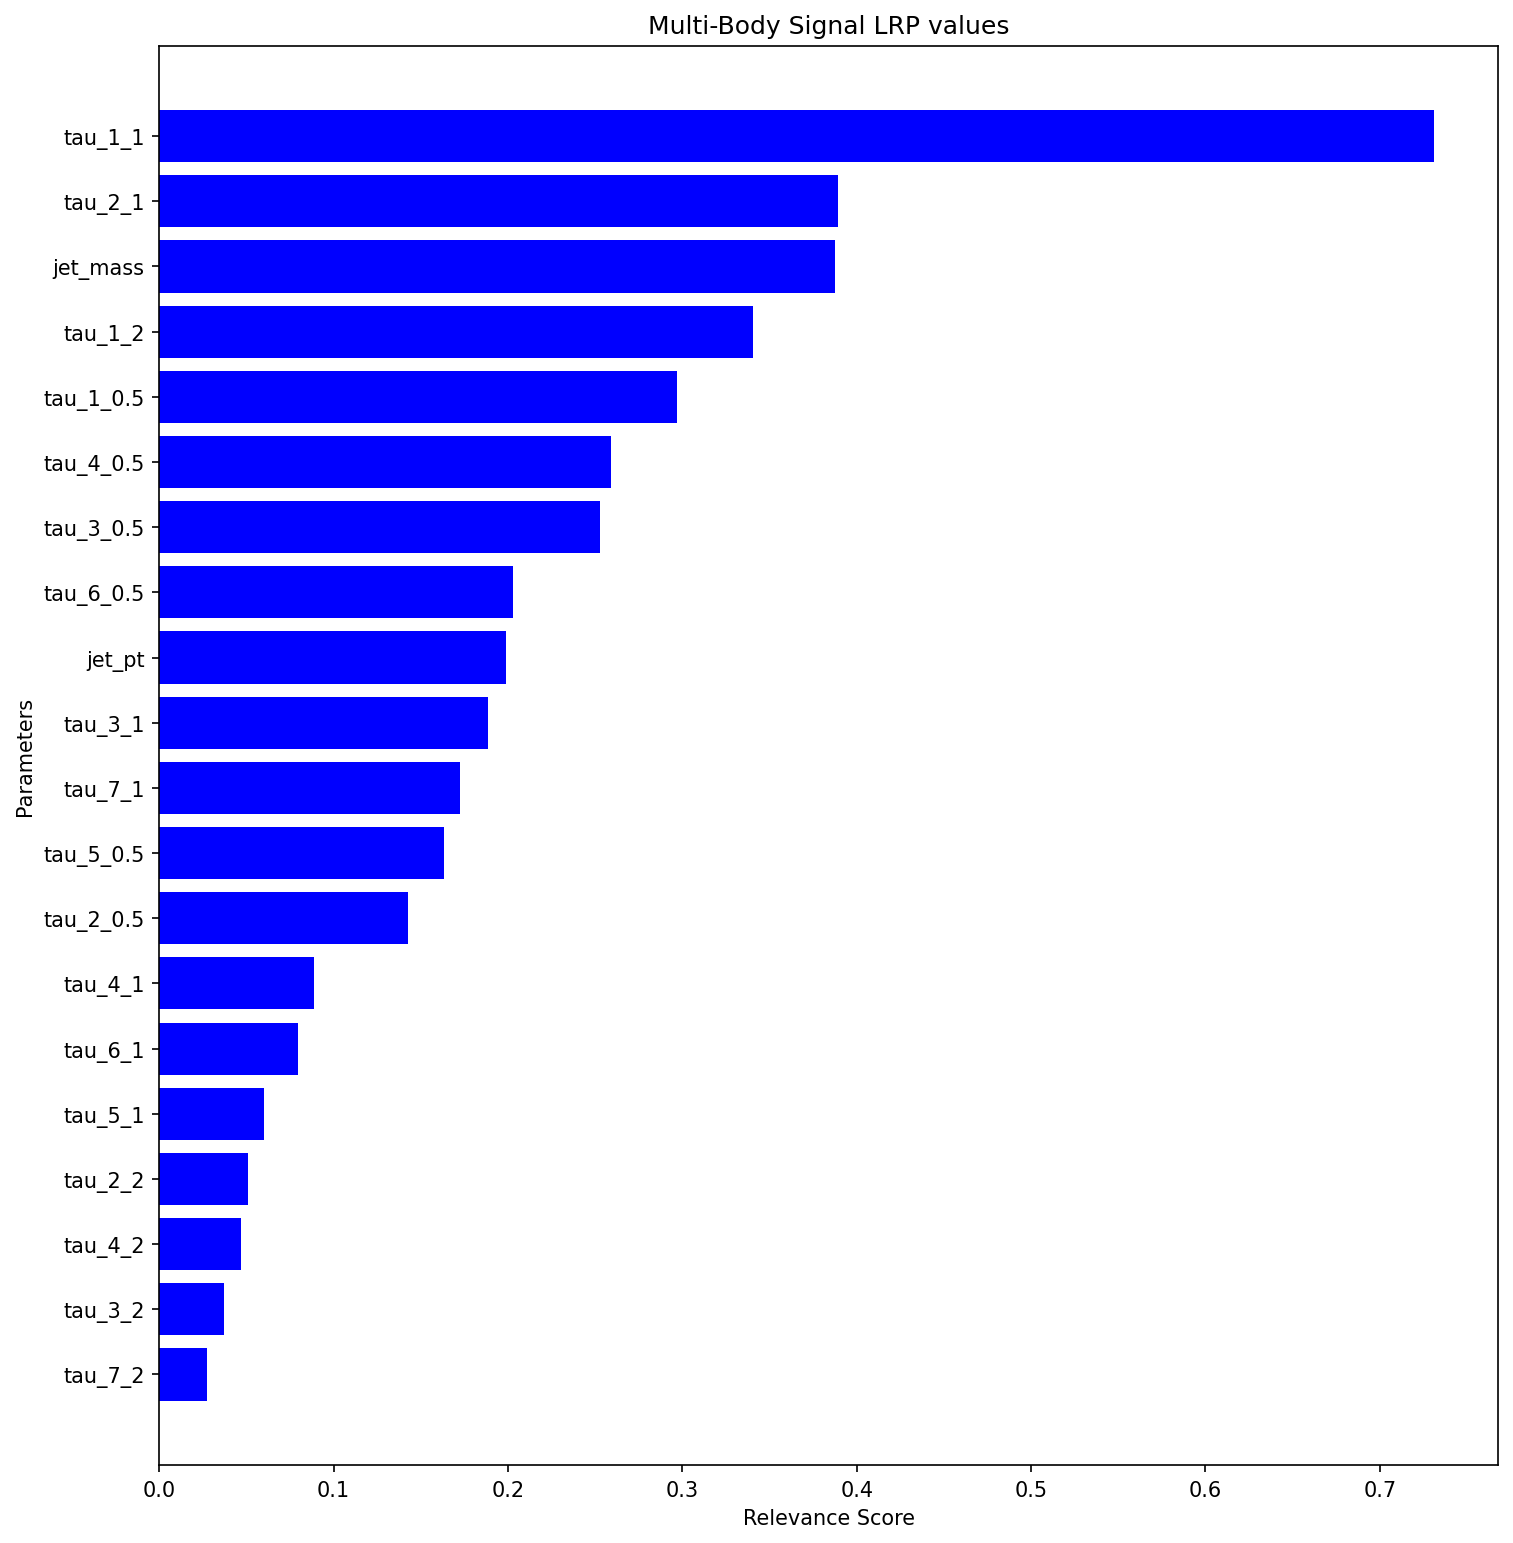 Multi-Body Signal LRP values
tau_1_1
tau_2_1
jet_mass
tau_1_2
tau_1_0.5
tau_4_0.5
tau_3_0.5
tau_6_0.5
jet_pt
tau_3_1
tau_7_1
tau_5_0.5
tau_2_0.5
tau_4_1
tau_6_1
tau_5_1
tau_2_2
tau_4_2
tau_3_2
tau_7_2
Parameters
0.0 0.1 0.2 0.3 0.4 0.5 0.6 0.7
Relevance Score